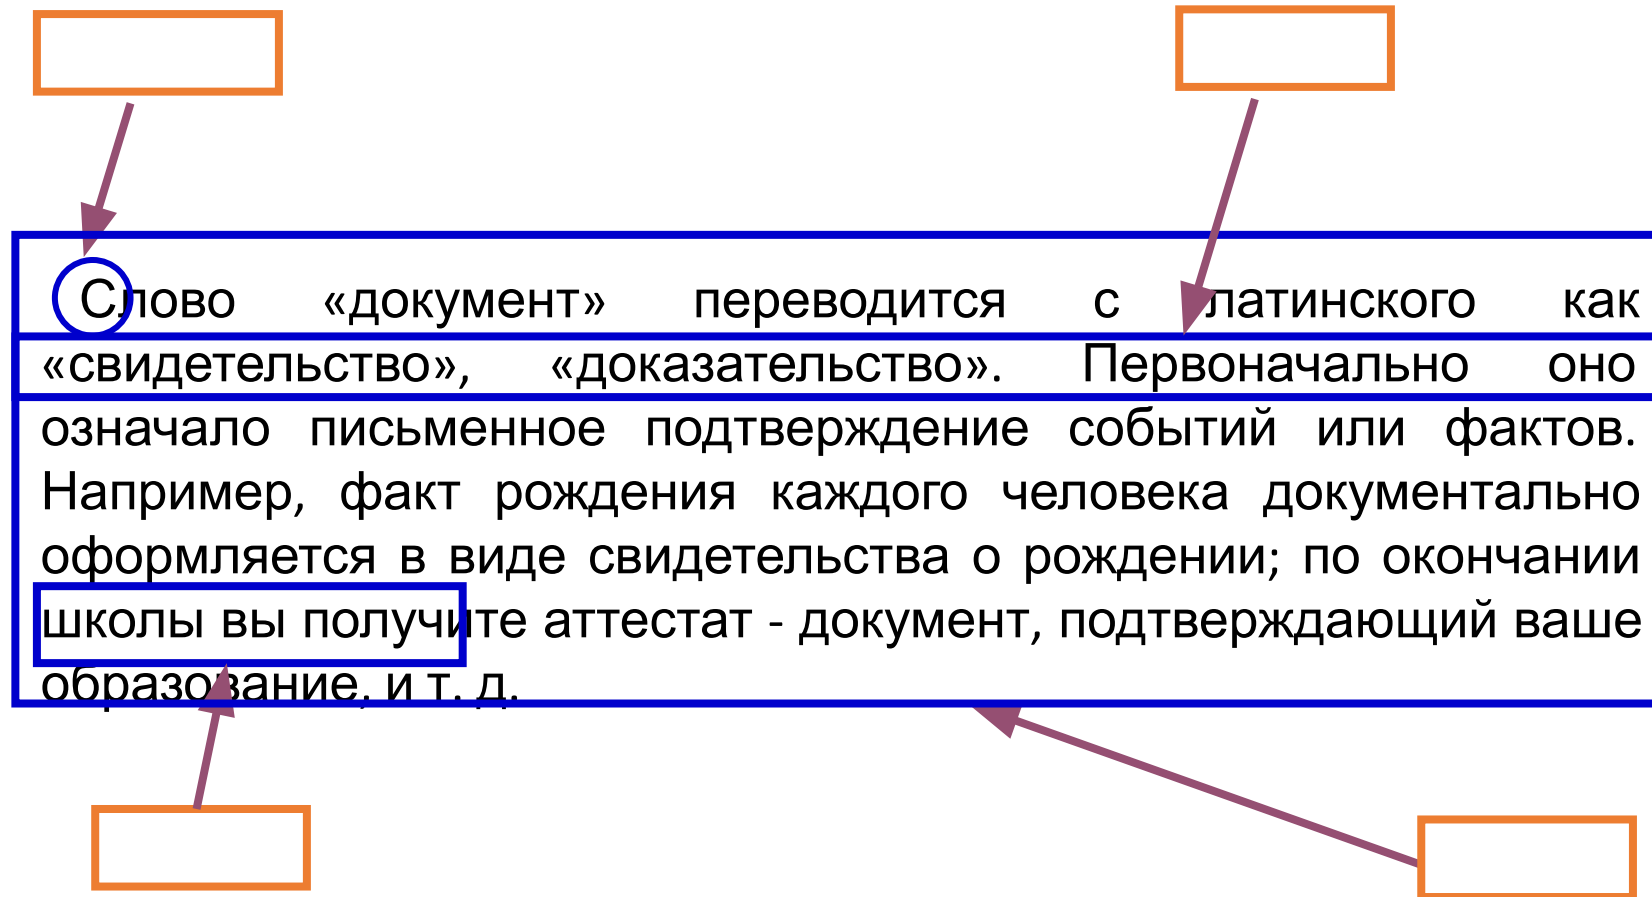 Слово «документ» переводится с латинского как
«свидетельство», «доказательство». Первоначально оно
означало письменное подтверждение событий или фактов.
Например, факт рождения каждого человека документально
оформляется в виде свидетельства о рождении; по окончании
школы вы получите аттестат - документ, подтверждающий ваше
образование, и т. д.